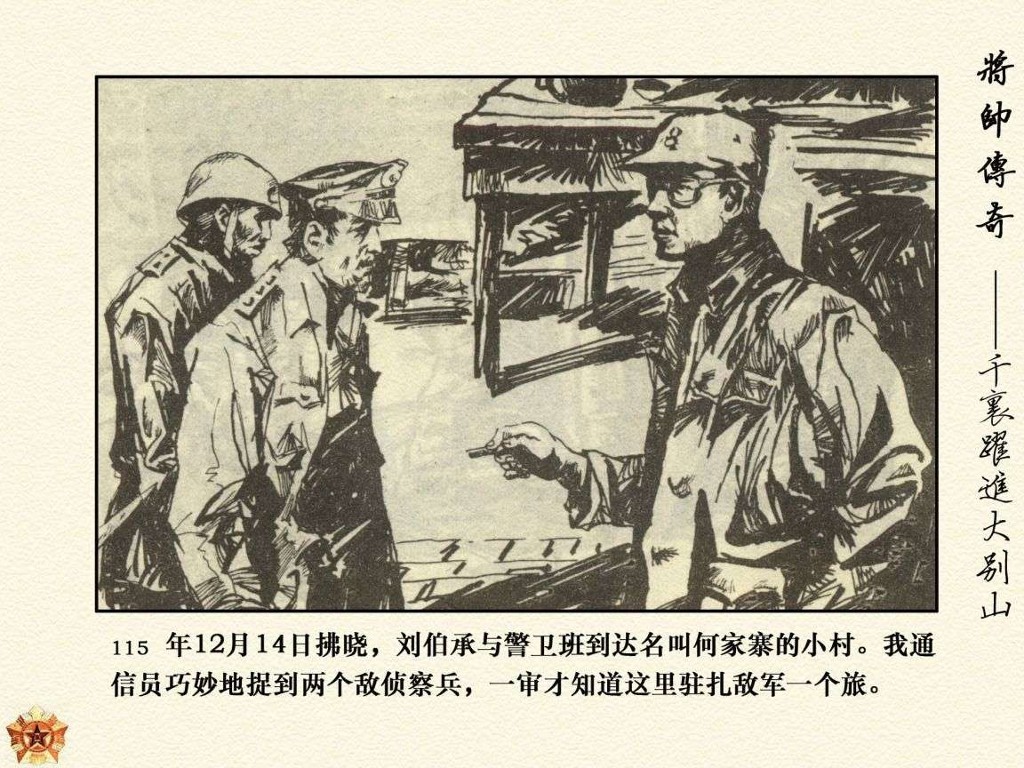 將帥傳奇——千裏躍進大别山
115 年12月14日拂晓，刘伯承与警卫班到达名叫何家寨的小村。我通
信员巧妙地捉到两个敌侦察兵，一审才知道这里驻扎敌军一个旅。